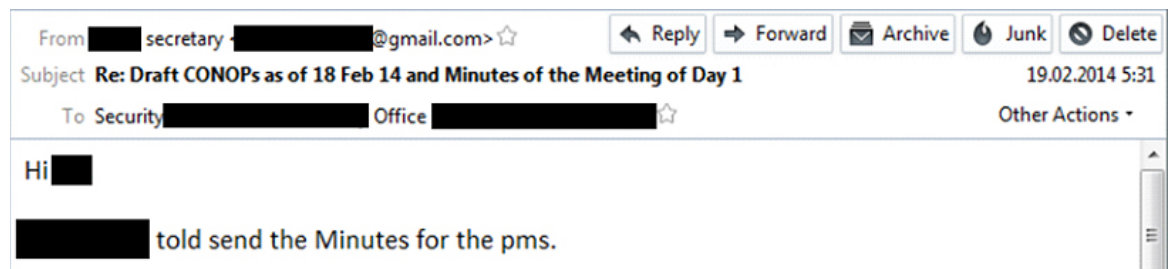 From secretary < @gmail.com> Reply Forward Archive Junk Delete
Subject Re: Draft CONOPs as of 18 Feb 14 and Minutes of the Meeting of Day 1 19.02.2014 5:31
To Security Office Other Actions
Hi
told send the Minutes for the pms.